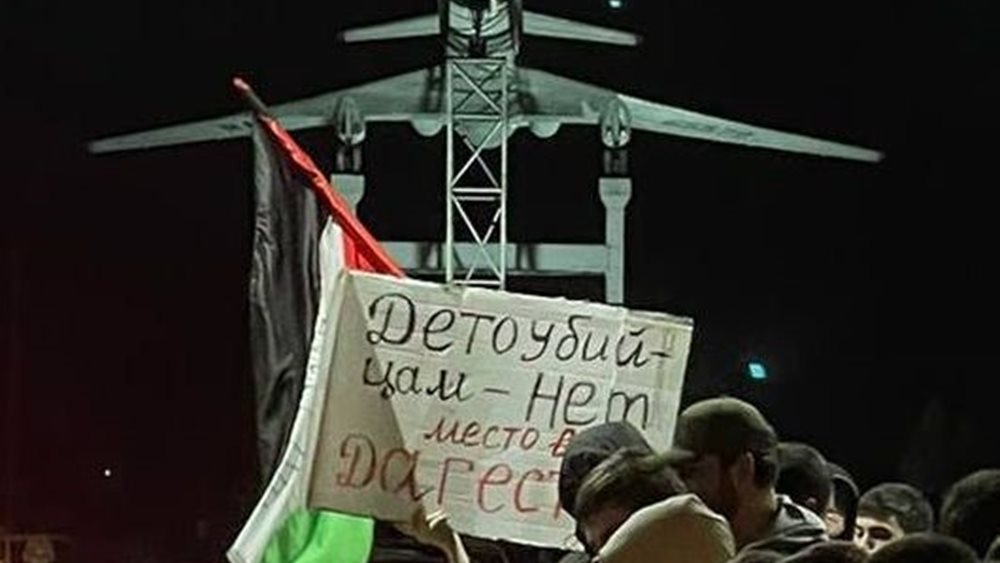 Детоубий-
цам - нет
место в
Дагест